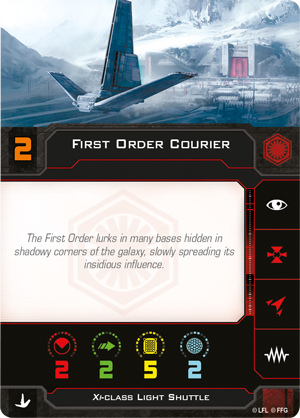 2
First Order Courier
The First Order lurks in many bases hidden in
shadowy corners of the galaxy, slowly spreading its
insidious influence.
2 2 5 2
Xi-class Light Shuttle
© LFL © FFG